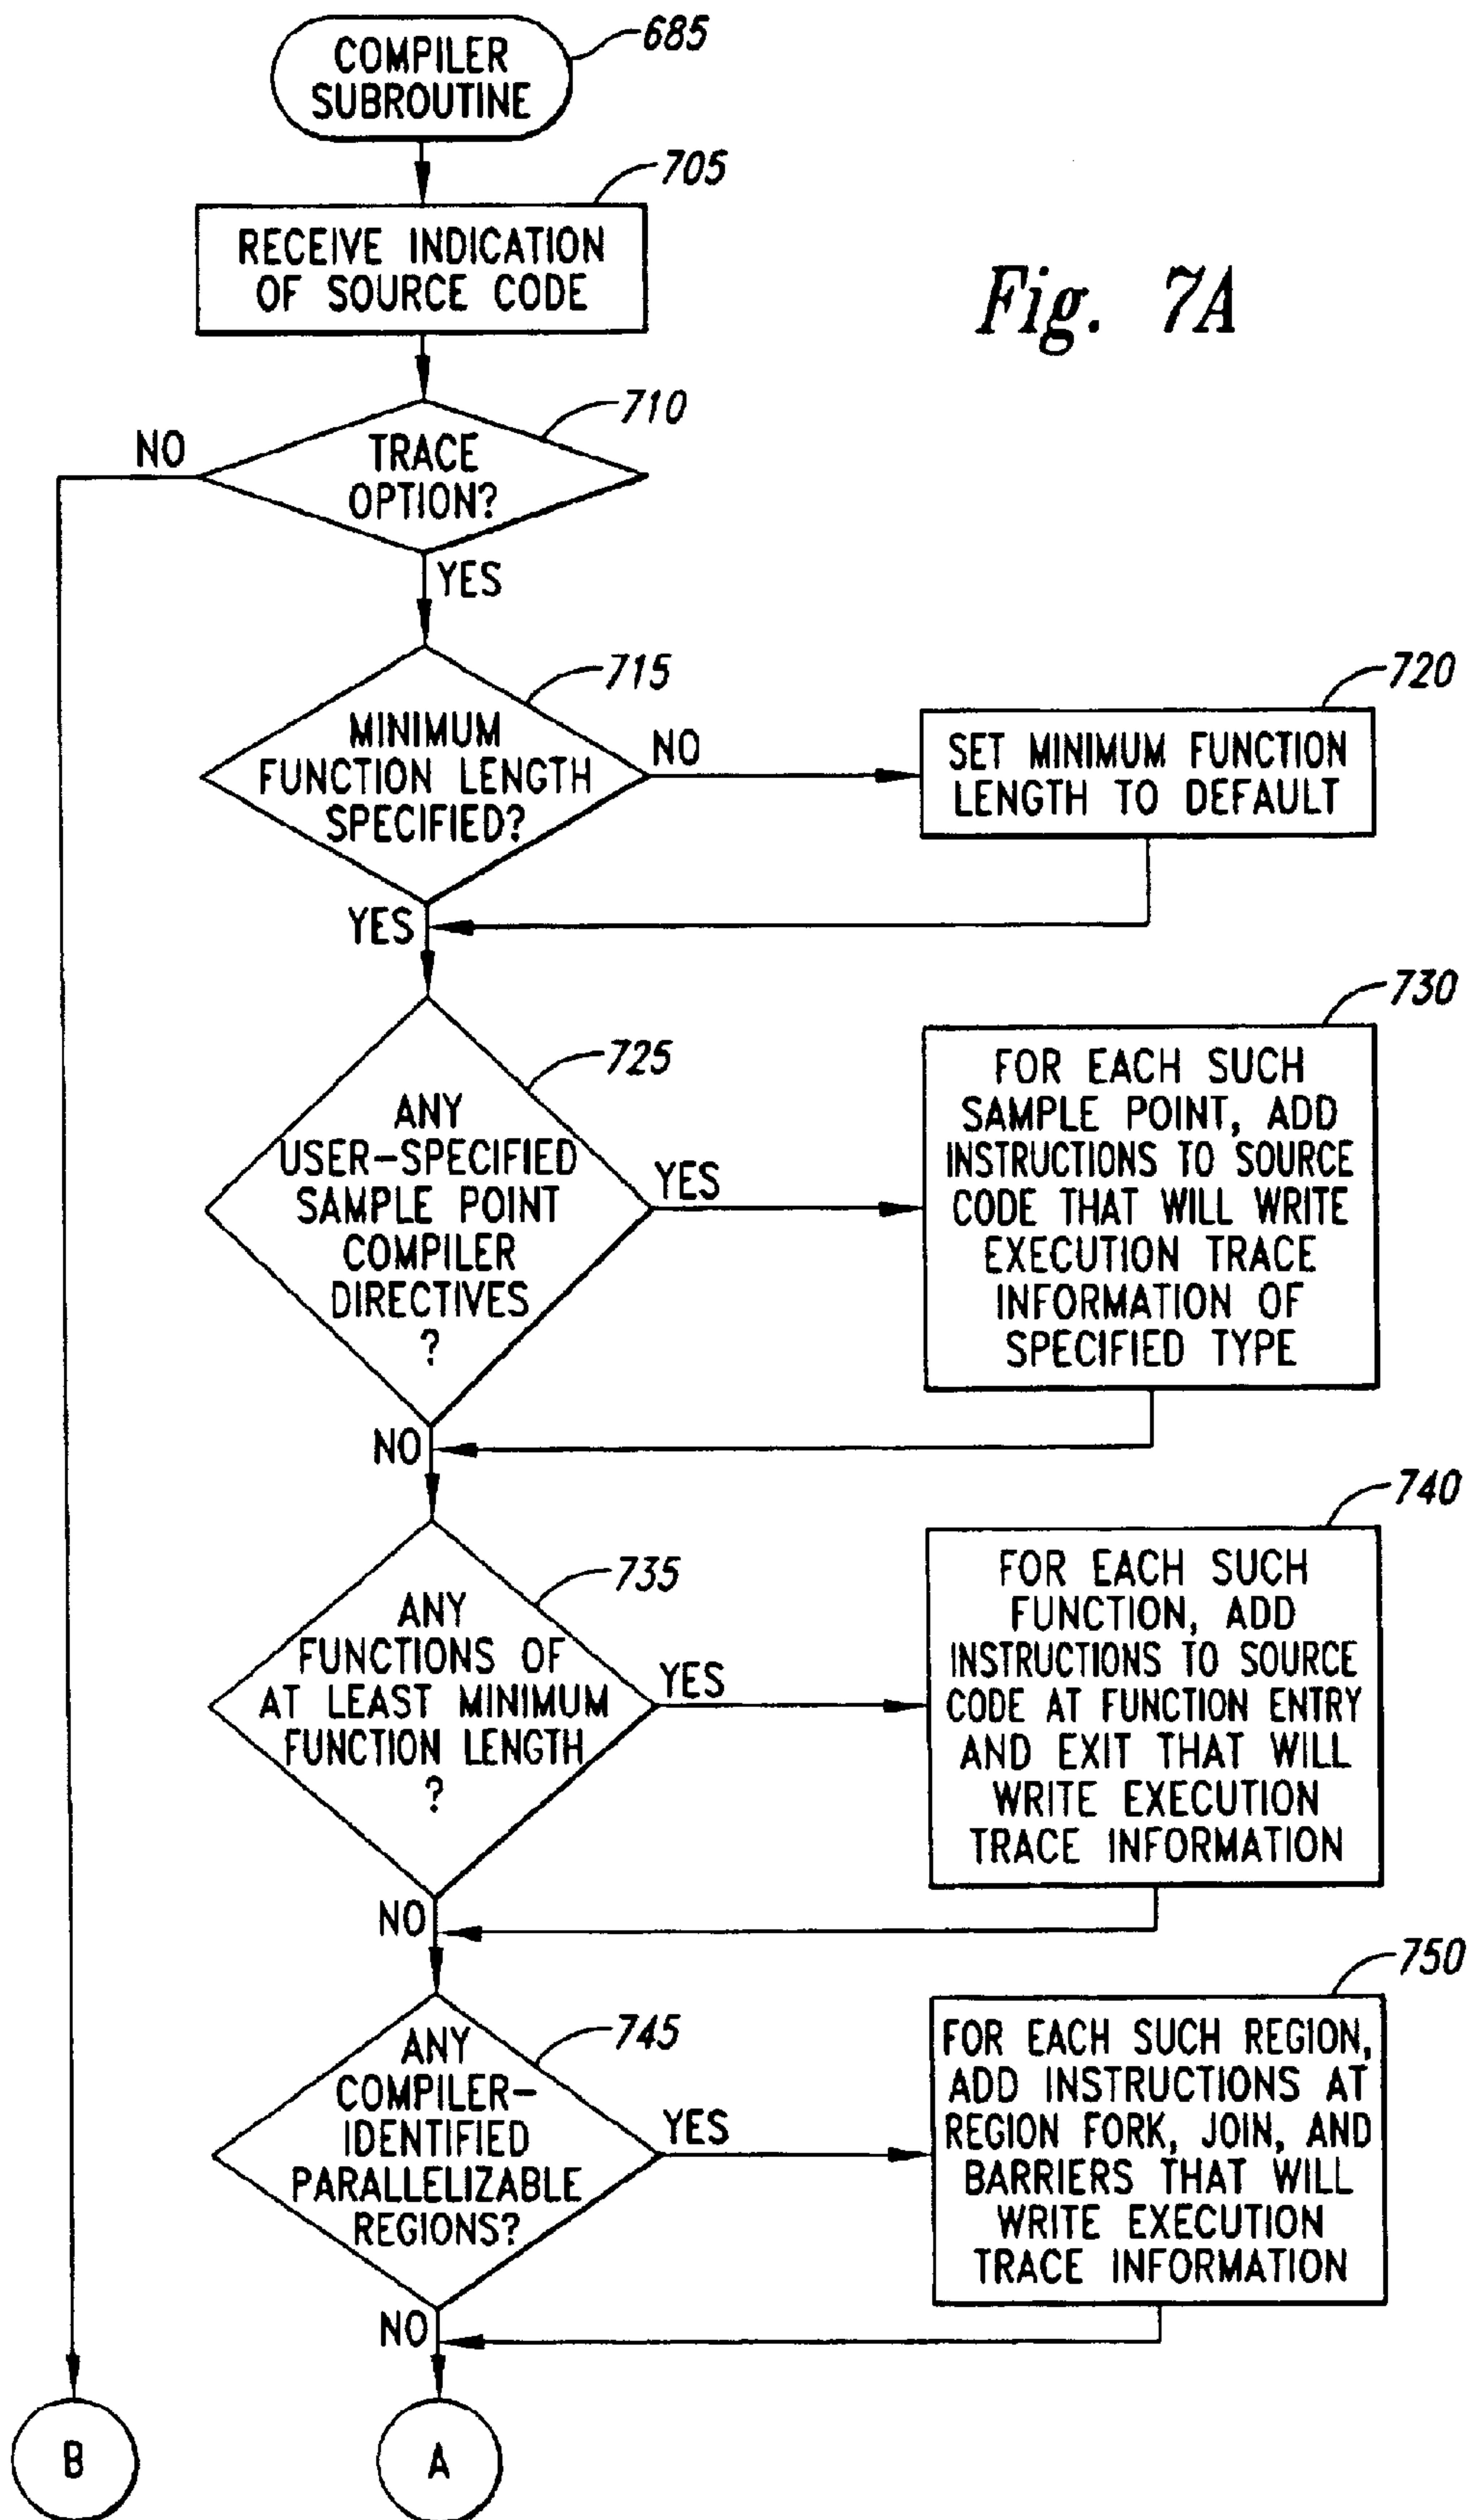 COMPILER
SUBROUTINE
685
705
RECEIVE INDICATION
OF SOURCE CODE
Fig. 7A
710
NO
TRACE
OPTION?
YES
715
MINIMUM
FUNCTION LENGTH
SPECIFIED?
NO
720
SET MINIMUM FUNCTION
LENGTH TO DEFAULT
YES
725
ANY
USER-SPECIFIED
SAMPLE POINT
COMPILER
DIRECTIVES
?
YES
730
FOR EACH SUCH
SAMPLE POINT, ADD
INSTRUCTIONS TO SOURCE
CODE THAT WILL WRITE
EXECUTION TRACE
INFORMATION OF
SPECIFIED TYPE
NO
735
ANY
FUNCTIONS OF
AT LEAST MINIMUM
FUNCTION LENGTH
?
YES
740
FOR EACH SUCH
FUNCTION, ADD
INSTRUCTIONS TO SOURCE
CODE AT FUNCTION ENTRY
AND EXIT THAT WILL
WRITE EXECUTION
TRACE INFORMATION
NO
745
ANY
COMPILER-
IDENTIFIED
PARALLELIZABLE
REGIONS?
YES
750
FOR EACH SUCH REGION,
ADD INSTRUCTIONS AT
REGION FORK, JOIN, AND
BARRIERS THAT WILL
WRITE EXECUTION
TRACE INFORMATION
NO
B
A